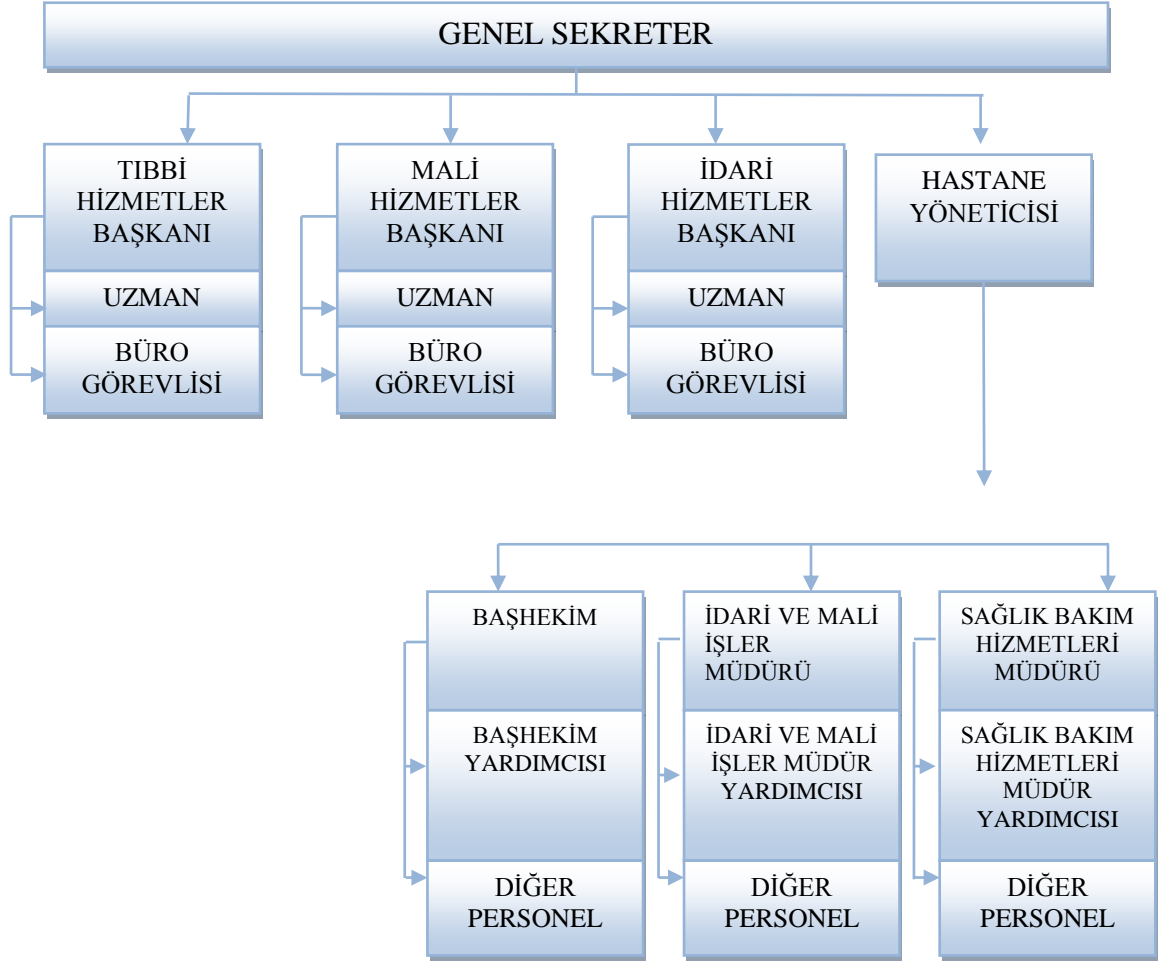 GENEL SEKRETER
TIBBİ
HİZMETLER
BAŞKANI
UZMAN
BÜRO
GÖREVLİSİ
MALİ
HİZMETLER
BAŞKANI
UZMAN
BÜRO
GÖREVLİSİ
İDARİ
HİZMETLER
BAŞKANI
UZMAN
BÜRO
GÖREVLİSİ
HASTANE
YÖNETİCİSİ
BAŞHEKİM
BAŞHEKİM
YARDIMCISI
DİĞER
PERSONEL
İDARİ VE MALİ
İŞLER
MÜDÜRÜ
İDARİ VE MALİ
İŞLER MÜDÜR
YARDIMCISI
DİĞER
PERSONEL
SAĞLIK BAKIM
HİZMETLERİ
MÜDÜRÜ
SAĞLIK BAKIM
HİZMETLERİ
MÜDÜR
YARDIMCISI
DİĞER
PERSONEL